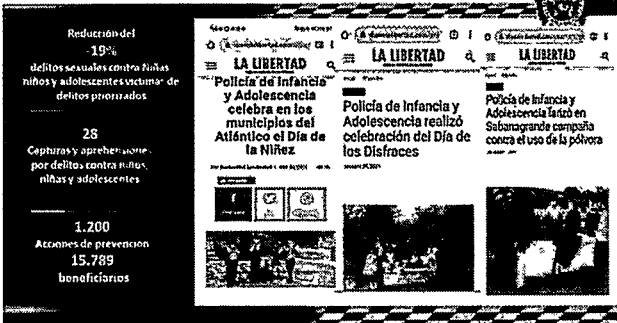 Reducción del
-19%
delitos sexuales contra Niñas
niños y adolescentes victimas de
delitos priorizados
28
Capturas y aprehensiones
por delitos contra niños,
niñas y adolescentes
1.200
Acciones de prevención
15.789
beneficiarios
LA LIBERTAD
Policía de Infancia
y Adolescencia
celebra en los
municipios del
Atlántico el Día de
la Niñez
LA LIBERTAD
Policía de Infancia y
Adolescencia realizó
celebración del Día de
los Disfraces
LA LIBERTAD
Policía de Infancia y
Adolescencia lanzó en
Sabanagrande campaña
contra el uso de la pólvora